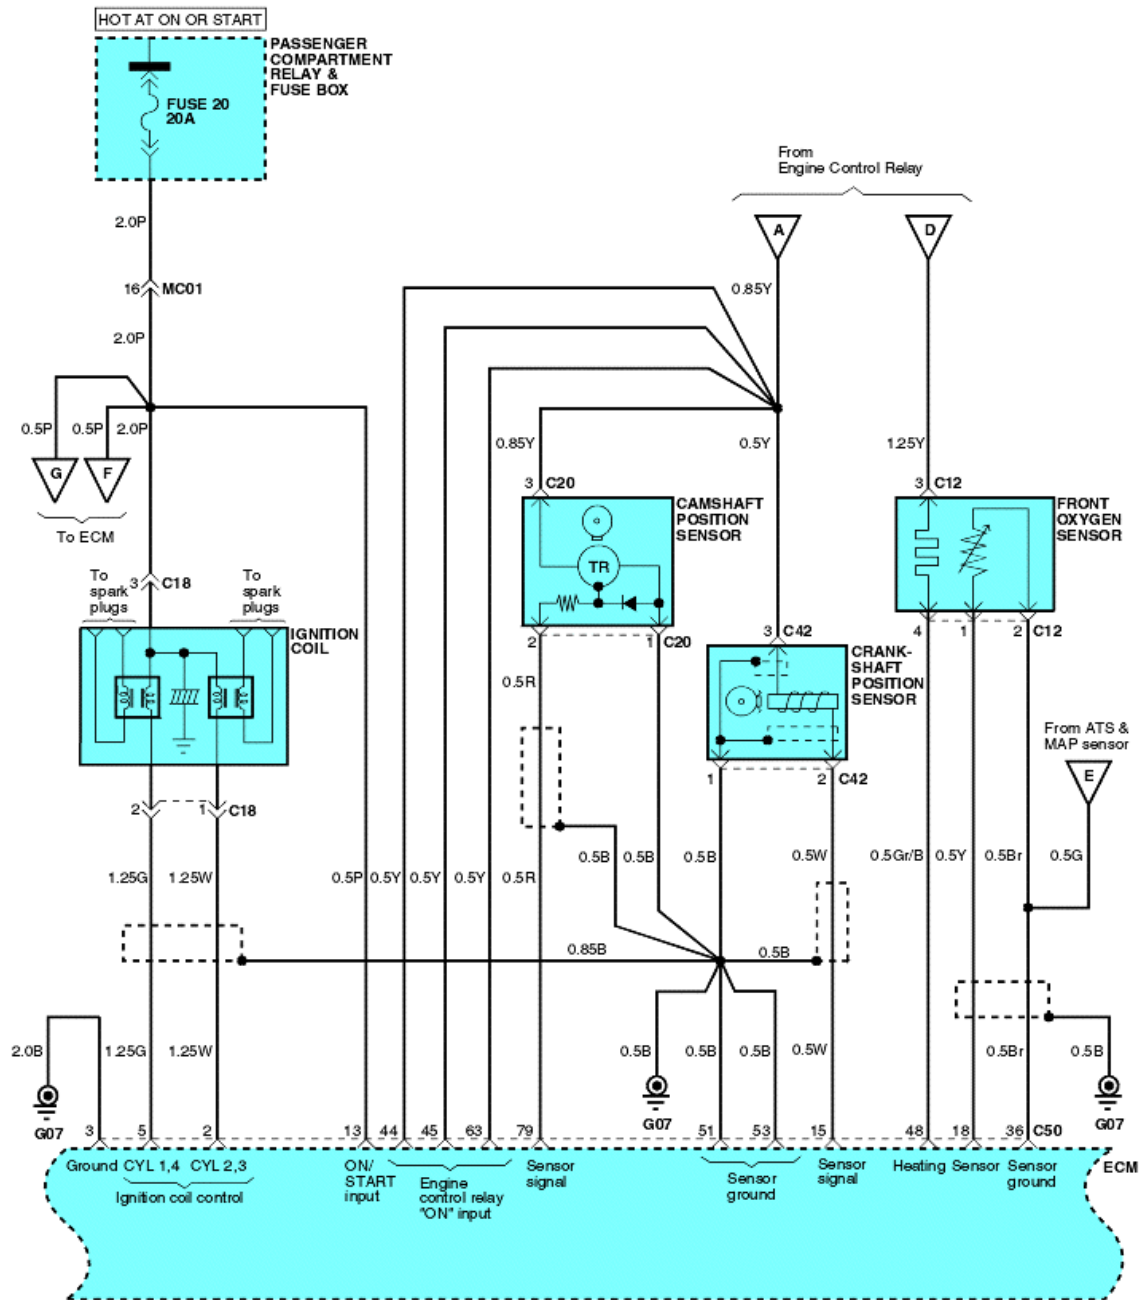 HOT AT ON OR START
PASSENGER
COMPARTMENT
RELAY &
FUSE BOX
FUSE 20
20A
2.0P
16 MC01
2.0P
From
Engine Control Relay
A
D
0.85Y
0.5P
0.5P
2.0P
G
F
To ECM
0.85Y
0.5Y
1.25Y
3 C20
3 C12
CAMSHAFT
POSITION
SENSOR
TR
FRONT
OXYGEN
SENSOR
3 C18
To
spark
plugs
To
spark
plugs
IGNITION
COIL
2
1 C20
3 C42
4
1
2 C12
CRANK-
SHAFT
POSITION
SENSOR
0.5R
From ATS &
MAP sensor
E
1
2 C42
2
1 C18
1.25G
1.25W
0.5P
0.5Y
0.5Y
0.5Y
0.5R
0.5B
0.5B
0.5B
0.5W
0.5Gr/B
0.5Y
0.5Br
0.5G
0.85B
0.5B
2.0B
1.25G
1.25W
0.5B
0.5B
0.5B
0.5W
0.5Br
0.5B
G07
G07
G07
3
5
2
13
44
45
63
79
51
53
15
48
18
36
C50
ECM
Ground
CYL 1,4
CYL 2,3
Ignition coil control
ON/
START
input
Engine
control relay
"ON" input
Sensor
signal
Sensor
ground
Sensor
signal
Heating
Sensor
Sensor
ground